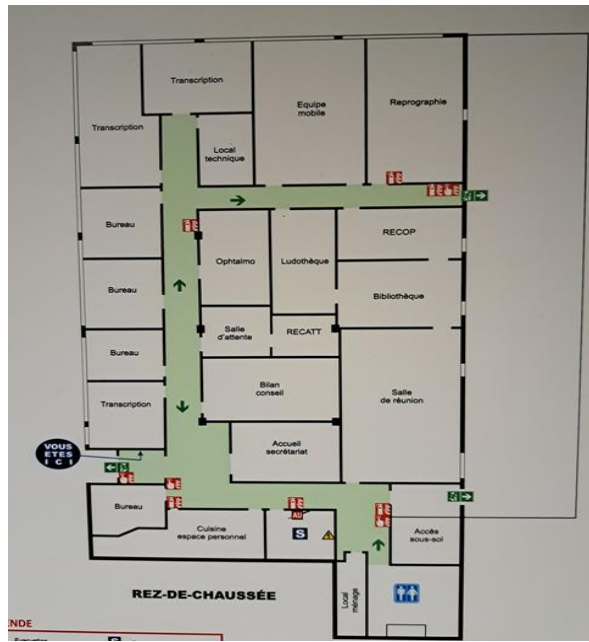 Transcription
Transcription
Equipe
mobile
Reprographie
Local
technique
Bureau
RECOP
Ophtalmo
Ludothèque
Bureau
Bibliothèque
Salle
d'attente
RECATT
Bureau
Bilan
conseil
Salle
de réunion
Transcription
Accueil
secrétariat
VOUS
ETES
ICI
Bureau
Cuisine
espace personnel
AU
S
Accès
sous-sol
Local
ménage
REZ-DE-CHAUSSÉE
ENDE
S